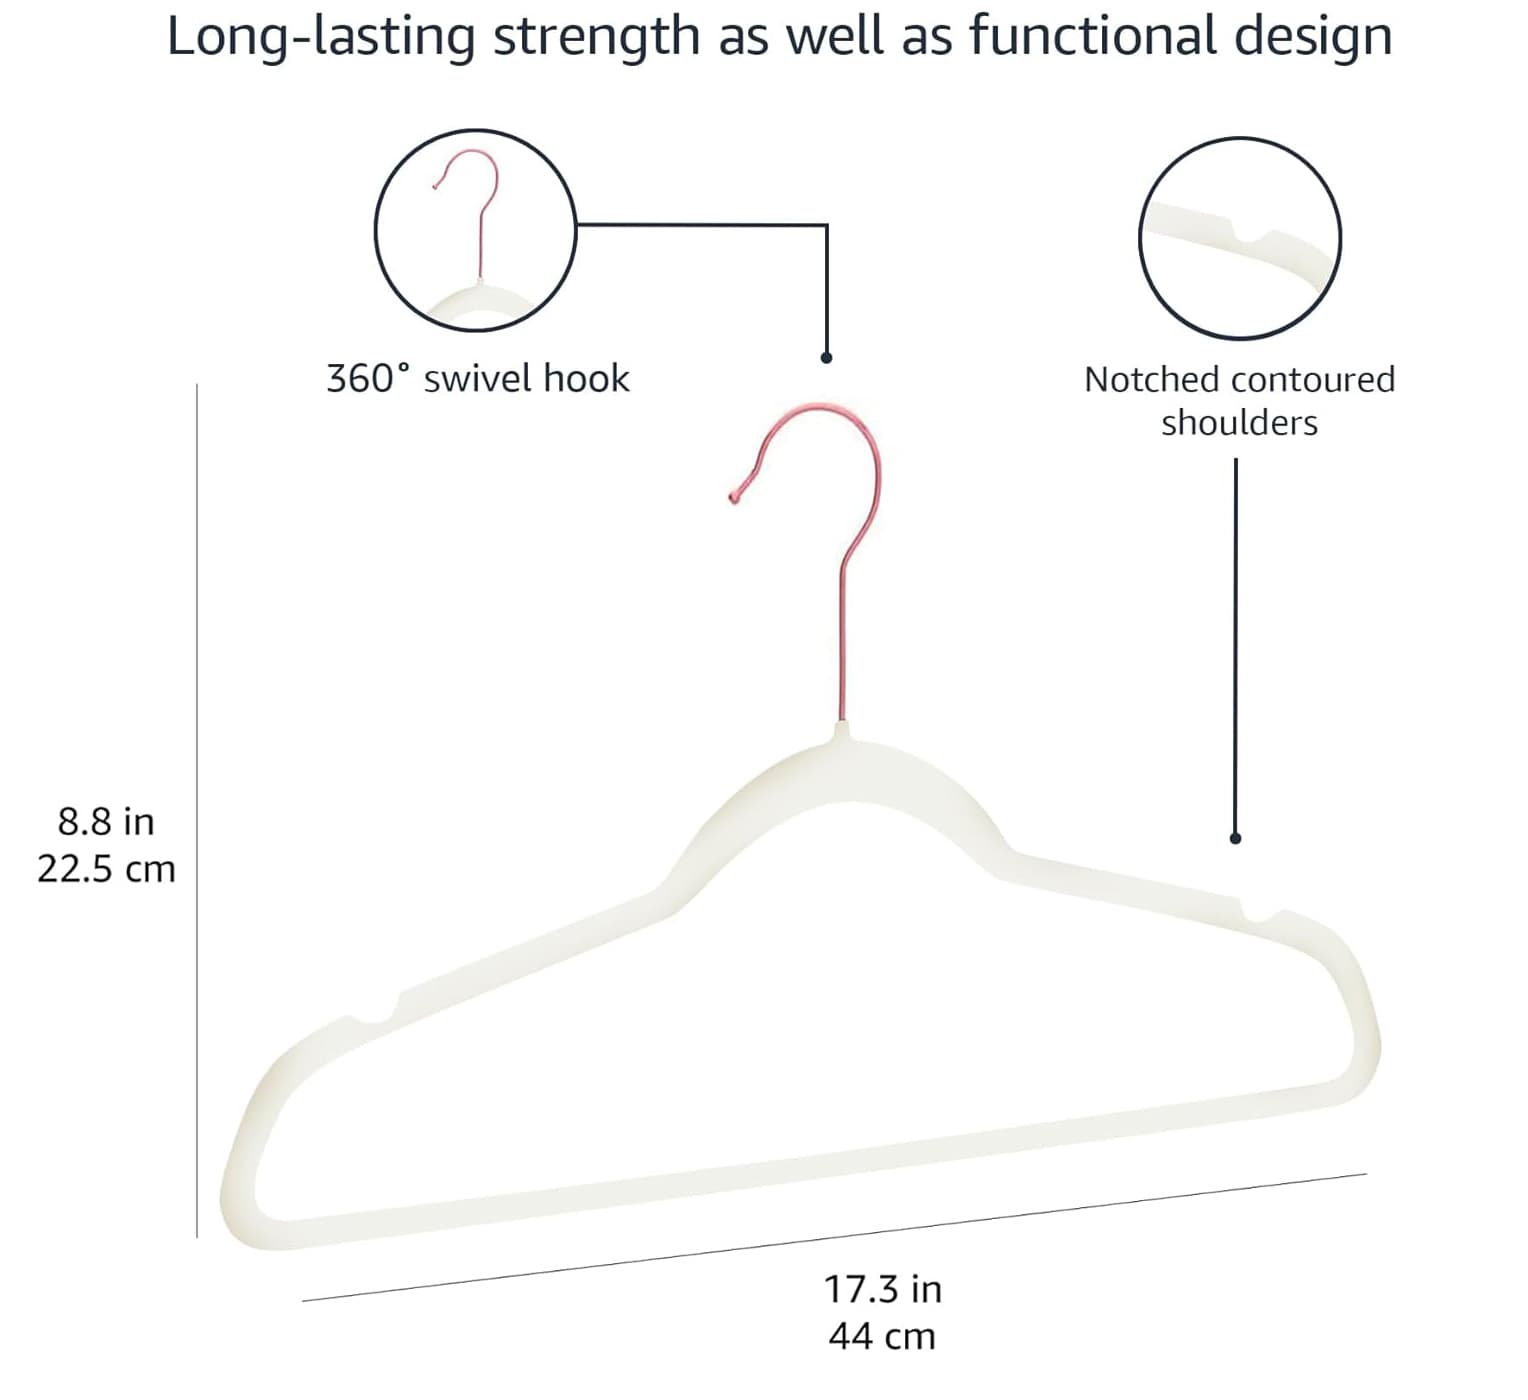 Long-lasting strength as well as functional design
360° swivel hook
Notched contoured
shoulders
8.8 in
22.5 cm
17.3 in
44 cm